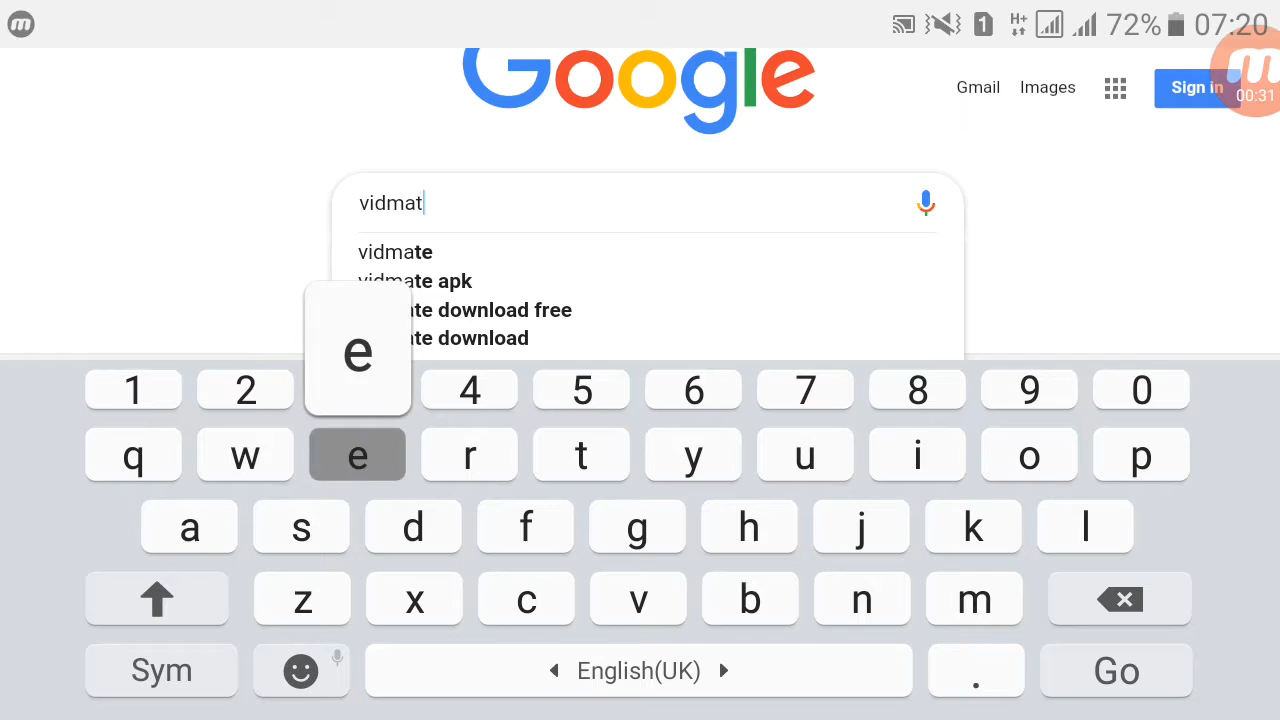 1 H+ 72% 07:20
Google
Gmail Images Sign in
00:31
vidmat
vidmate
vidmate apk
te download free
te download
e
1 2 4 5 6 7 8 9 0
q w e r t y u i o p
a s d f g h j k l
z x c v b n m
Sym English(UK) . Go